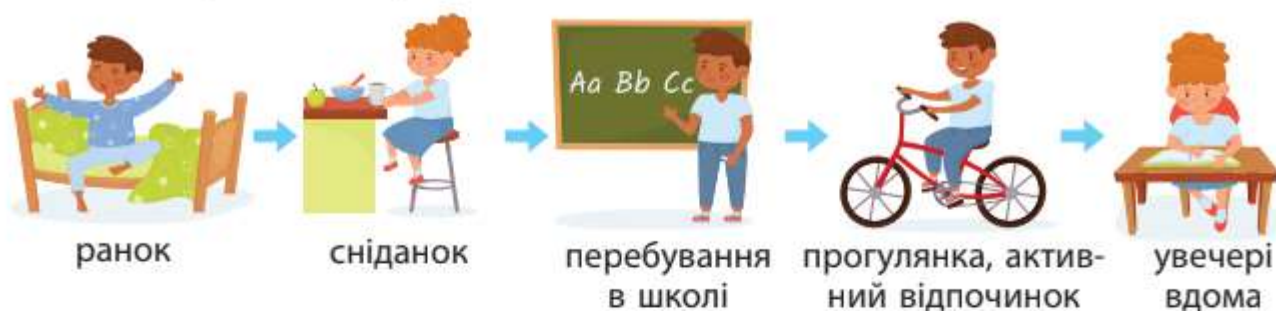 Aa Bb Cc
ранок
сніданок
перебування
в школі
прогулянка, актив-
ний відпочинок
увечері
вдома